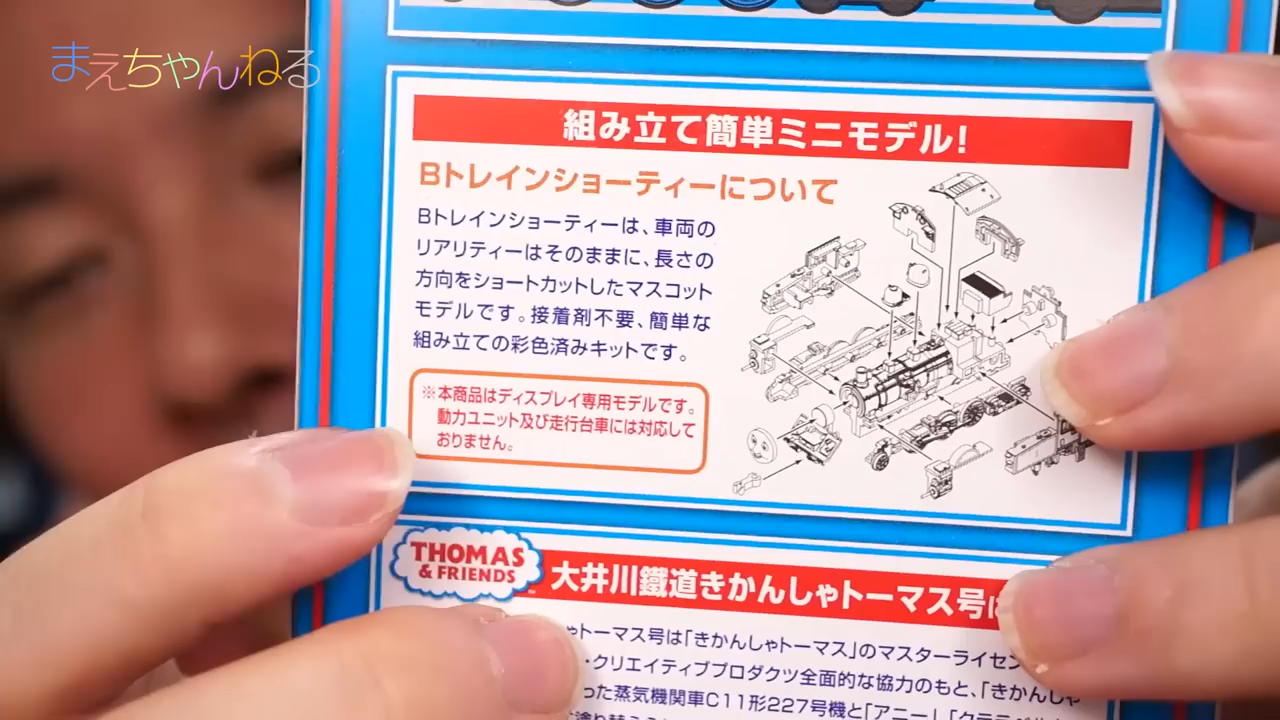 まえちゃんねる
組み立て簡単ミニモデル!
Bトレインショーティーについて
Bトレインショーティーは、車両の
リアリティーはそのままに、長さの
方向をショートカットしたマスコット
モデルです。接着剤不要、簡単な
組み立ての彩色済みキットです。
※本商品はディスプレイ専用モデルです。
動力ユニット及び走行台車には対応して
おりません。
THOMAS
& FRIENDS
大井川鐵道きかんしゃトーマス号は
ゃトーマス号は「きかんしゃトーマス」のマスターライセン
・クリエイティブプロダクツ全面的な協力のもと、「きかんしゃ
った蒸気機関車C11形227号機と「アニー」「クララベル